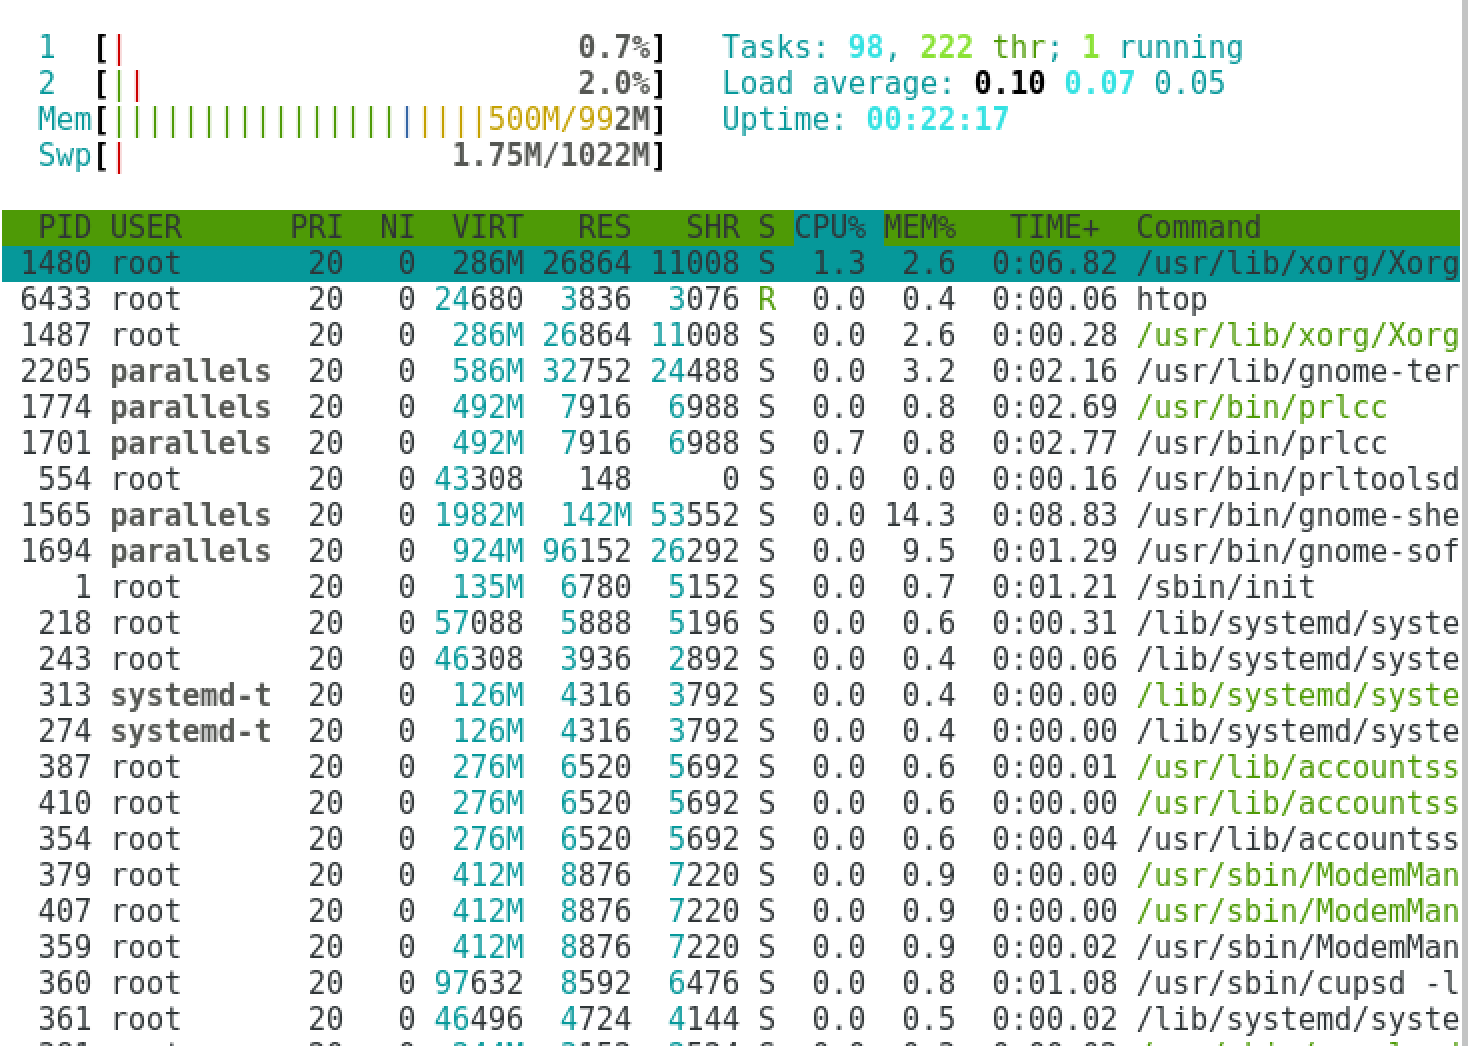 1 [| 0.7%] Tasks: 98, 222 thr; 1 running
2 [|| 2.0%] Load average: 0.10 0.07 0.05
Mem[|||||||||||||||||||||500M/992M] Uptime: 00:22:17
Swp[| 1.75M/1022M]
PID USER PRI NI VIRT RES SHR S CPU% MEM% TIME+ Command
1480 root 20 0 286M 26864 11008 S 1.3 2.6 0:06.82 /usr/lib/xorg/Xorg
6433 root 20 0 24680 3836 3076 R 0.0 0.4 0:00.06 htop
1487 root 20 0 286M 26864 11008 S 0.0 2.6 0:00.28 /usr/lib/xorg/Xorg
2205 parallels 20 0 586M 32752 24488 S 0.0 3.2 0:02.16 /usr/lib/gnome-ter
1774 parallels 20 0 492M 7916 6988 S 0.0 0.8 0:02.69 /usr/bin/prlcc
1701 parallels 20 0 492M 7916 6988 S 0.7 0.8 0:02.77 /usr/bin/prlcc
554 root 20 0 43308 148 0 S 0.0 0.0 0:00.16 /usr/bin/prltoolsd
1565 parallels 20 0 1982M 142M 53552 S 0.0 14.3 0:08.83 /usr/bin/gnome-she
1694 parallels 20 0 924M 96152 26292 S 0.0 9.5 0:01.29 /usr/bin/gnome-sof
1 root 20 0 135M 6780 5152 S 0.0 0.7 0:01.21 /sbin/init
218 root 20 0 57088 5888 5196 S 0.0 0.6 0:00.31 /lib/systemd/syste
243 root 20 0 46308 3936 2892 S 0.0 0.4 0:00.06 /lib/systemd/syste
313 systemd-t 20 0 126M 4316 3792 S 0.0 0.4 0:00.00 /lib/systemd/syste
274 systemd-t 20 0 126M 4316 3792 S 0.0 0.4 0:00.00 /lib/systemd/syste
387 root 20 0 276M 6520 5692 S 0.0 0.6 0:00.01 /usr/lib/accountss
410 root 20 0 276M 6520 5692 S 0.0 0.6 0:00.00 /usr/lib/accountss
354 root 20 0 276M 6520 5692 S 0.0 0.6 0:00.04 /usr/lib/accountss
379 root 20 0 412M 8876 7220 S 0.0 0.9 0:00.00 /usr/sbin/ModemMan
407 root 20 0 412M 8876 7220 S 0.0 0.9 0:00.00 /usr/sbin/ModemMan
359 root 20 0 412M 8876 7220 S 0.0 0.9 0:00.02 /usr/sbin/ModemMan
360 root 20 0 97632 8592 6476 S 0.0 0.8 0:01.08 /usr/sbin/cupsd -l
361 root 20 0 46496 4724 4144 S 0.0 0.5 0:00.02 /lib/systemd/syste